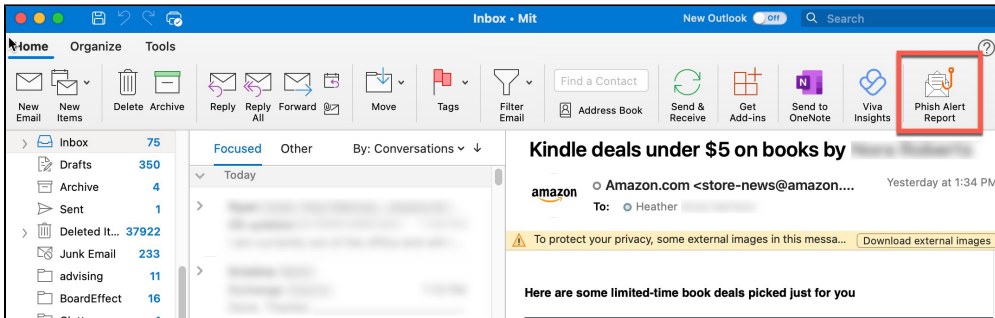 Inbox • Mit
New Outlook Off
Search
Home Organize Tools
New Email
New Items
Delete
Archive
Reply
Reply All
Forward
Move
Tags
Filter Email
Find a Contact
Address Book
Send & Receive
Get Add-ins
N
Send to OneNote
Viva Insights
Phish Alert Report
Inbox 75
Drafts 350
Archive 4
Sent 1
Deleted It... 37922
Junk Email 233
advising 11
BoardEffect 16
Focused Other By: Conversations
Today
Kindle deals under $5 on books by
amazon
Amazon.com <store-news@amazon....
Yesterday at 1:34 PM
To: Heather
To protect your privacy, some external images in this messa... Download external images
Here are some limited-time book deals picked just for you